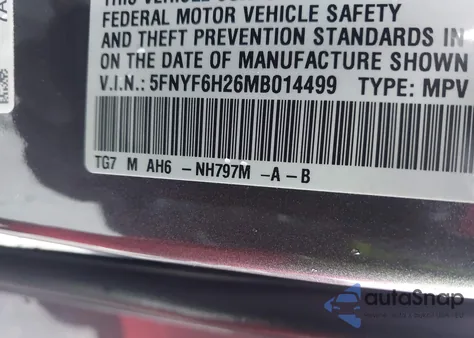 FEDERAL MOTOR VEHICLE SAFETY
AND THEFT PREVENTION STANDARDS IN
ON THE DATE OF MANUFACTURE SHOWN
V.I.N.: 5FNYF6H26MB014499 TYPE: MPV
TG7 M AH6 - NH797M -A - B
autoSnap